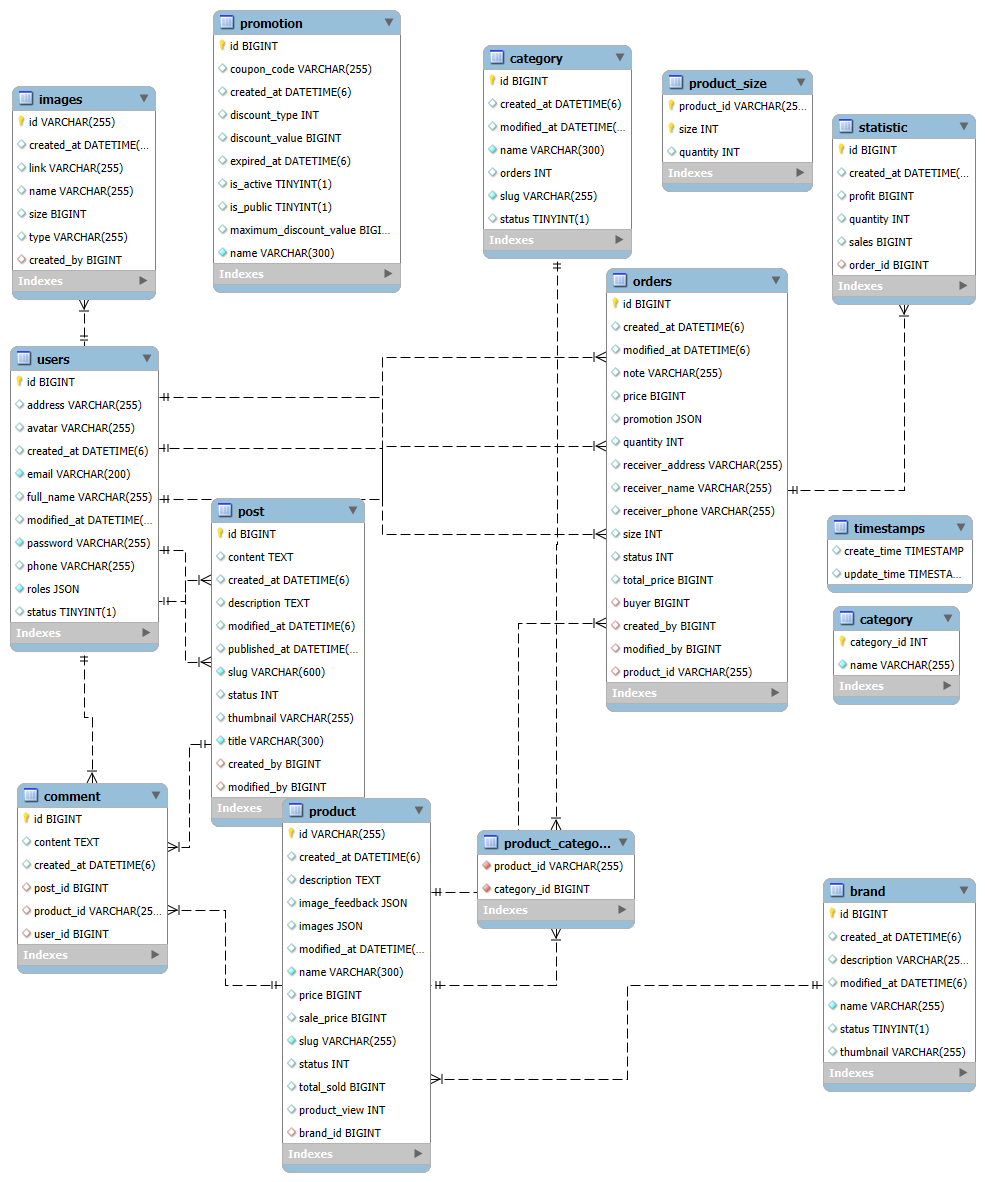 promotion
id BIGINT
coupon_code VARCHAR(255)
created_at DATETIME(6)
discount_type INT
discount_value BIGINT
expired_at DATETIME(6)
is_active TINYINT(1)
is_public TINYINT(1)
maximum_discount_value BIGI...
name VARCHAR(300)
Indexes
category
id BIGINT
created_at DATETIME(6)
modified_at DATETIME(...
name VARCHAR(300)
orders INT
slug VARCHAR(255)
status TINYINT(1)
Indexes
product_size
product_id VARCHAR(25...
size INT
quantity INT
Indexes
images
id VARCHAR(255)
created_at DATETIME(...
link VARCHAR(255)
name VARCHAR(255)
size BIGINT
type VARCHAR(255)
created_by BIGINT
Indexes
statistic
id BIGINT
created_at DATETIME(...
profit BIGINT
quantity INT
sales BIGINT
order_id BIGINT
Indexes
orders
id BIGINT
created_at DATETIME(6)
modified_at DATETIME(6)
note VARCHAR(255)
price BIGINT
promotion JSON
quantity INT
receiver_address VARCHAR(255)
receiver_name VARCHAR(255)
receiver_phone VARCHAR(255)
size INT
status INT
total_price BIGINT
buyer BIGINT
created_by BIGINT
modified_by BIGINT
product_id VARCHAR(255)
Indexes
users
id BIGINT
address VARCHAR(255)
avatar VARCHAR(255)
created_at DATETIME(6)
email VARCHAR(200)
full_name VARCHAR(255)
modified_at DATETIME(...
password VARCHAR(255)
phone VARCHAR(255)
roles JSON
status TINYINT(1)
Indexes
post
id BIGINT
content TEXT
created_at DATETIME(6)
description TEXT
modified_at DATETIME(6)
published_at DATETIME(...
slug VARCHAR(600)
status INT
thumbnail VARCHAR(255)
title VARCHAR(300)
created_by BIGINT
modified_by BIGINT
Indexes
timestamps
create_time TIMESTAMP
update_time TIMESTA...
category
category_id INT
name VARCHAR(255)
Indexes
comment
id BIGINT
content TEXT
created_at DATETIME(6)
post_id BIGINT
product_id VARCHAR(25...
user_id BIGINT
Indexes
product
id VARCHAR(255)
created_at DATETIME(6)
description TEXT
image_feedback JSON
images JSON
modified_at DATETIME(...
name VARCHAR(300)
price BIGINT
sale_price BIGINT
slug VARCHAR(255)
status INT
total_sold BIGINT
product_view INT
brand_id BIGINT
Indexes
product_catego...
product_id VARCHAR(255)
category_id BIGINT
Indexes
brand
id BIGINT
created_at DATETIME(6)
description VARCHAR(25...
modified_at DATETIME(6)
name VARCHAR(255)
status TINYINT(1)
thumbnail VARCHAR(255)
Indexes